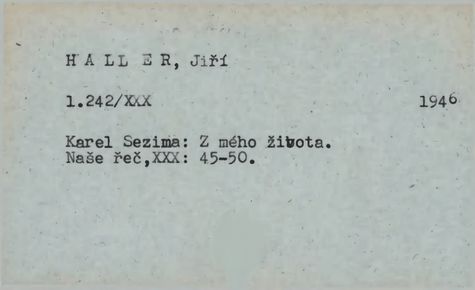 H A L L E R, Jiří
1.242/XXX 1946
Karel Sezima: Z mého života.
Naše řeč,XXX: 45-50.